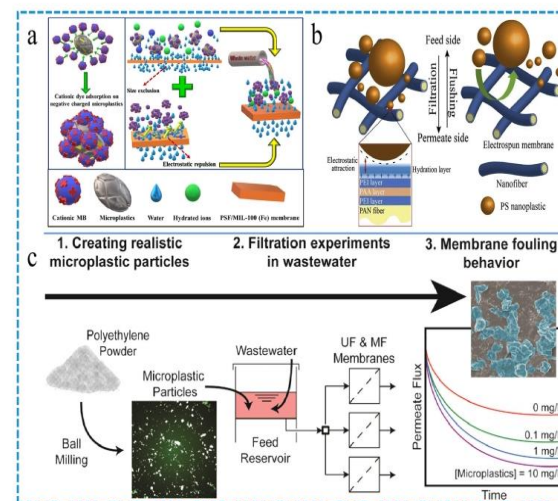 a
Cationic dye adsorption on
negative charged microplastics
Size exclusion
Electrostatic repulsion
Cationic MB
Microplastics
Water
Hydrated ions
PSF/MIL-100 (Fe) membrane
b
Feed side
Filtration
Flushing
Permeate side
Electrostatic
attraction
Hydration layer
PEI layer
PAA layer
PEI layer
PAN fiber
Electrospun membrane
Nanofiber
PS nanoplastic
c
1. Creating realistic
microplastic particles
2. Filtration experiments
in wastewater
3. Membrane fouling
behavior
Polyethylene
Powder
Ball
Milling
Microplastic
Particles
Wastewater
Feed
Reservoir
UF & MF
Membranes
Permeate Flux
0 mg/
0.1 mg/
1 mg/
[Microplastics] = 10 mg/
Time